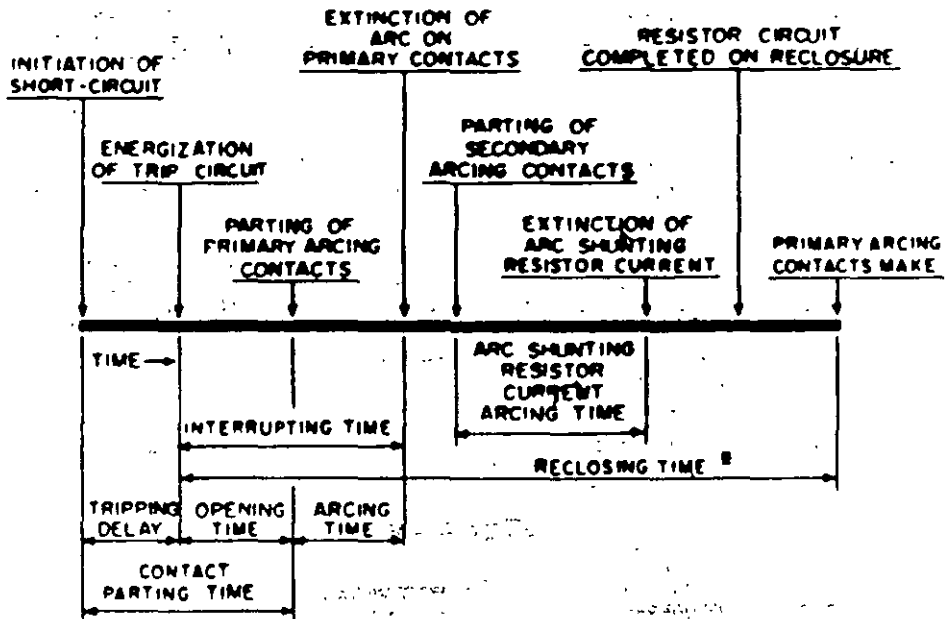 INITIATION OF
SHORT-CIRCUIT
ENERGIZATION
OF TRIP CIRCUIT
PARTING OF
PRIMARY ARCING
CONTACTS
EXTINCTION OF
ARC ON
PRIMARY CONTACTS
PARTING OF
SECONDARY
ARCING CONTACTS
EXTINCTION OF
ARC SHUNTING
RESISTOR CURRENT
RESISTOR CIRCUIT
COMPLETED ON RECLOSURE
PRIMARY ARCING
CONTACTS MAKE
TIME
ARC SHUNTING
RESISTOR
CURRENT
ARCING TIME
INTERRUPTING TIME
RECLOSING TIME
TRIPPING
DELAY
OPENING
TIME
ARCING
TIME
CONTACT
PARTING TIME